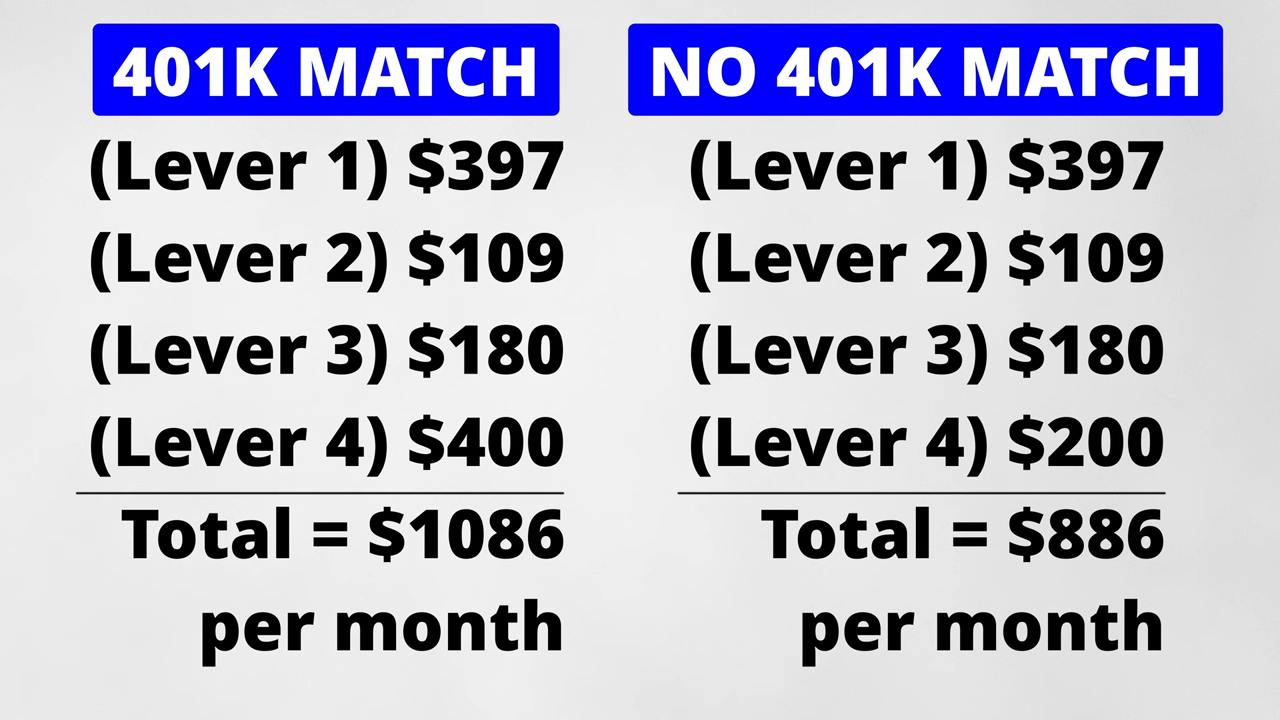 401K MATCH
(Lever 1) $397
(Lever 2) $109
(Lever 3) $180
(Lever 4) $400
Total = $1086
per month
NO 401K MATCH
(Lever 1) $397
(Lever 2) $109
(Lever 3) $180
(Lever 4) $200
Total = $886
per month